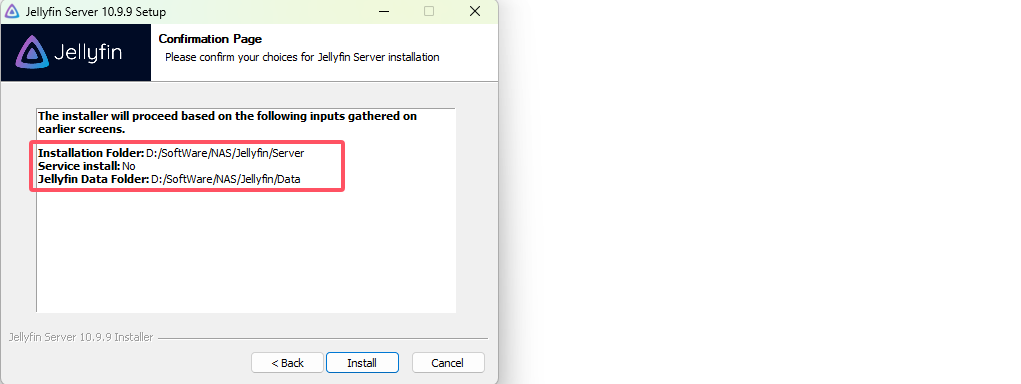 Jellyfin Server 10.9.9 Setup
Jellyfin
Confirmation Page
Please confirm your choices for Jellyfin Server installation
The installer will proceed based on the following inputs gathered on
earlier screens.
Installation Folder: D:/SoftWare/NAS/Jellyfin/Server
Service install: No
Jellyfin Data Folder: D:/SoftWare/NAS/Jellyfin/Data
Jellyfin Server 10.9.9 Installer
< Back
Install
Cancel